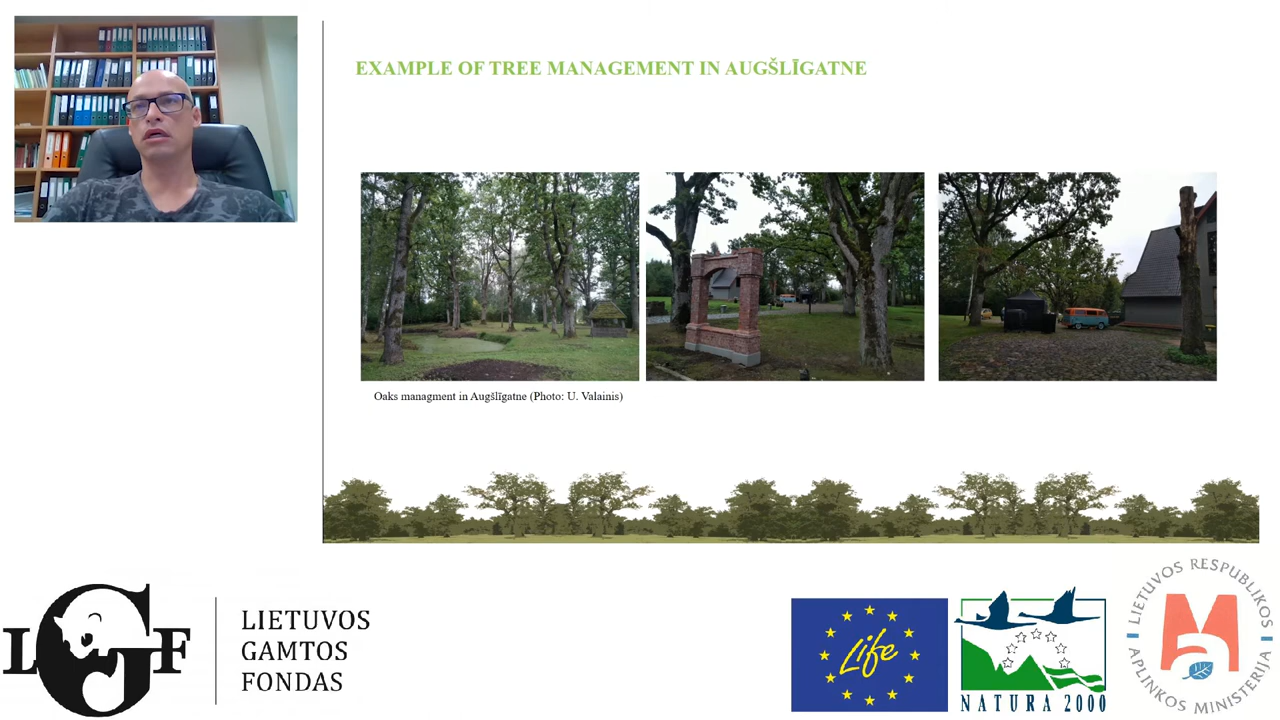 EXAMPLE OF TREE MANAGEMENT IN AUGŠLĪGATNE
Oaks managment in Augšlīgatne (Photo: U. Valainis)
LGF
LIETUVOS
GAMTOS
FONDAS
Life
NATURA 2000
LIETUVOS RESPUBLIKOS
APLINKOS MINISTERIJA